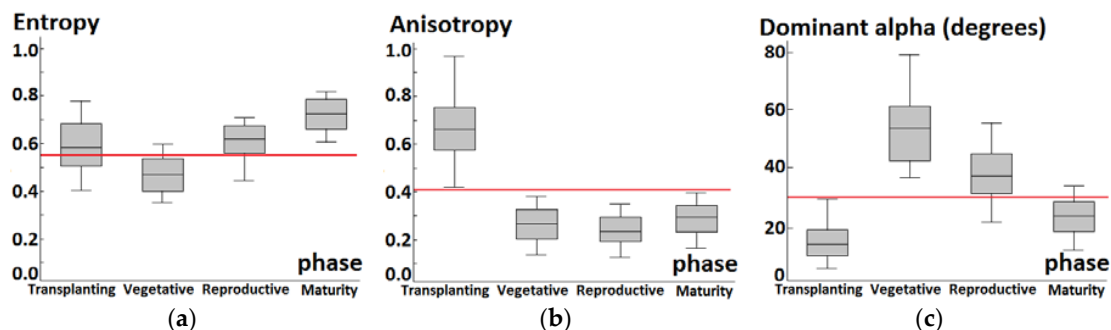 Entropy
1.0
0.8
0.6
0.4
0.2
0.0
phase
Transplanting Vegetative Reproductive Maturity
(a)
Anisotropy
1.0
0.8
0.6
0.4
0.2
0.0
phase
Transplanting Vegetative Reproductive Maturity
(b)
Dominant alpha (degrees)
80
60
40
20
0
phase
Transplanting Vegetative Reproductive Maturity
(c)